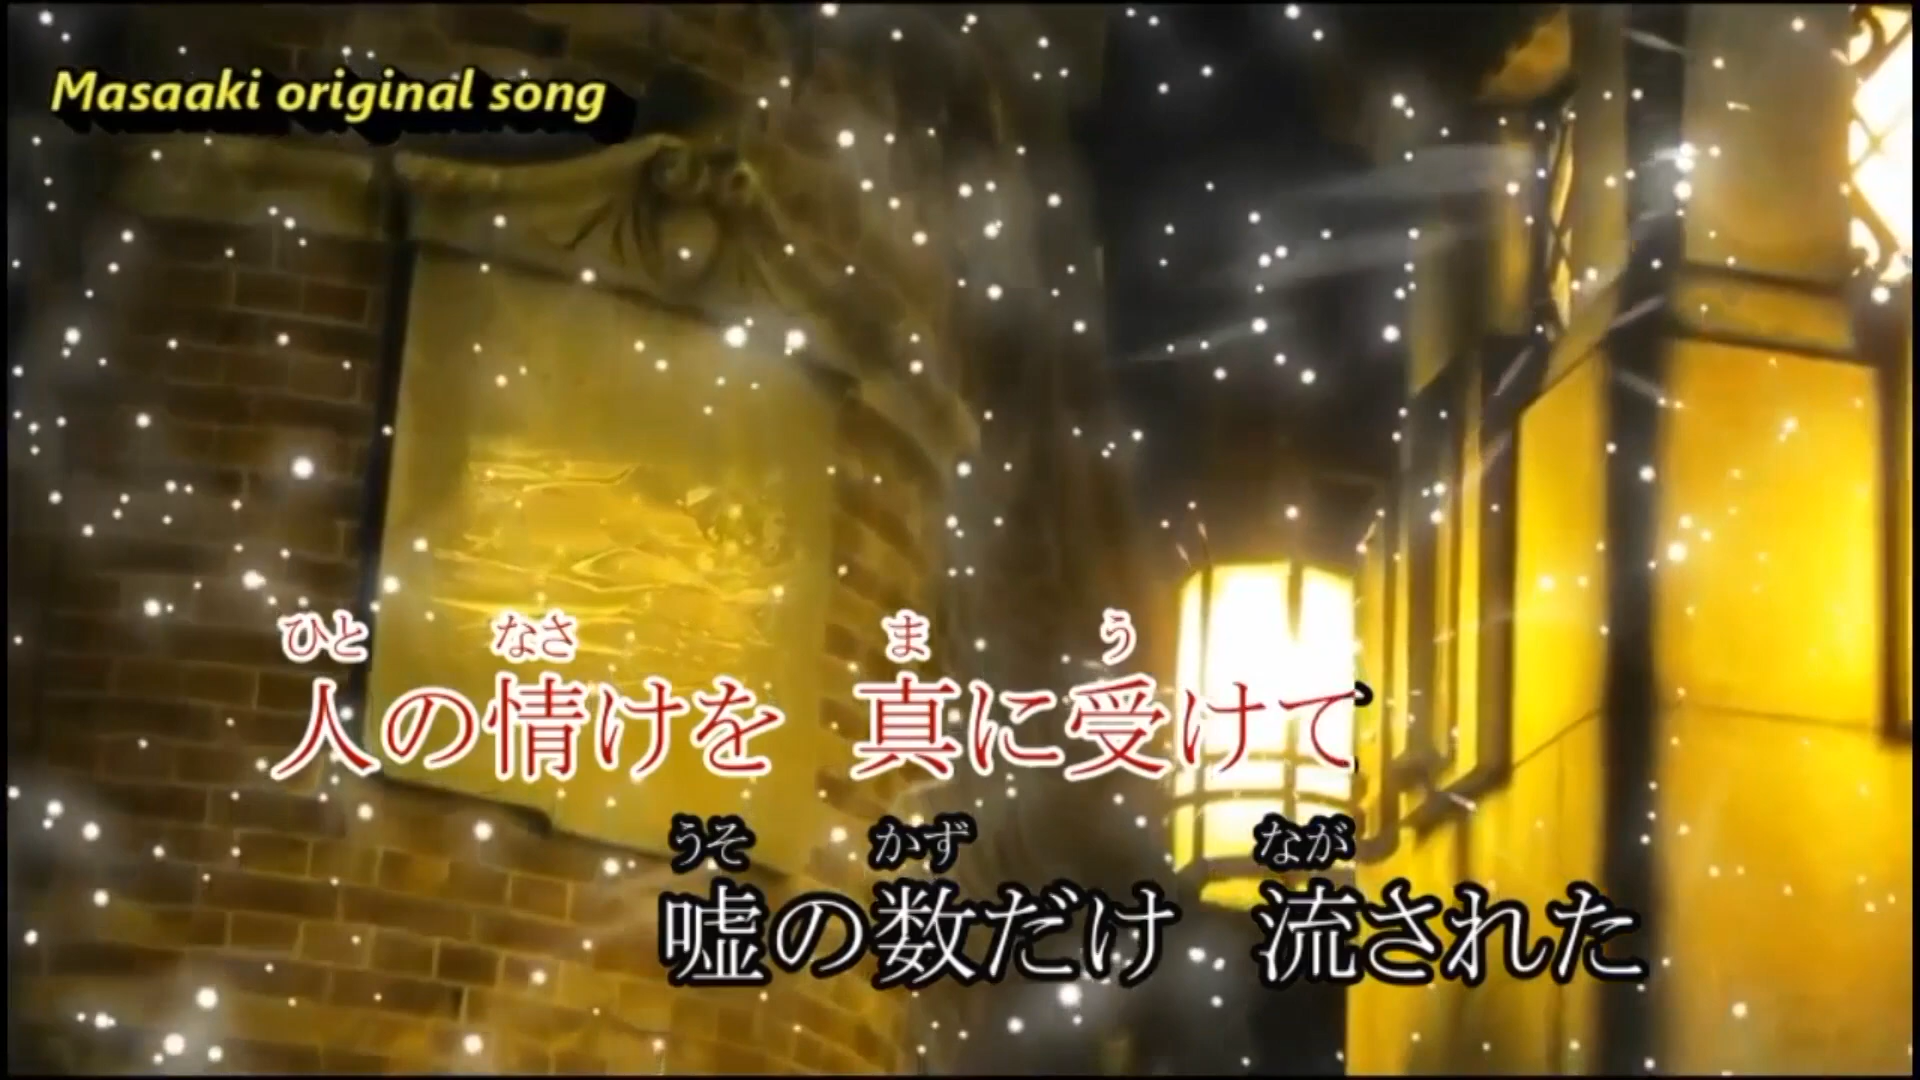 Masaaki original song
ひと なさ ま う
人の情けを 真に受けて
うそ かず なが
嘘の数だけ 流された